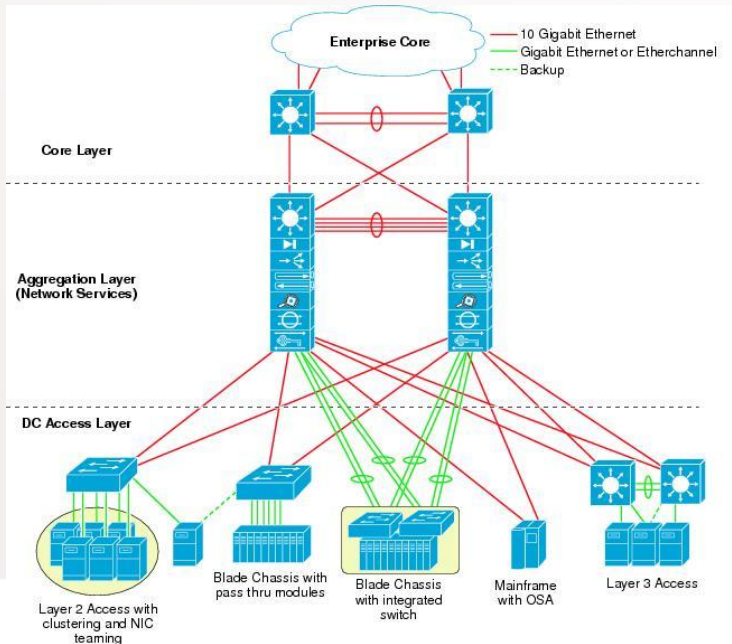 Enterprise Core
10 Gigabit Ethernet
Gigabit Ethernet or Etherchannel
Backup
Core Layer
Aggregation Layer
(Network Services)
DC Access Layer
Layer 2 Access with
clustering and NIC
teaming
Blade Chassis with
pass thru modules
Blade Chassis
with integrated
switch
Mainframe
with OSA
Layer 3 Access